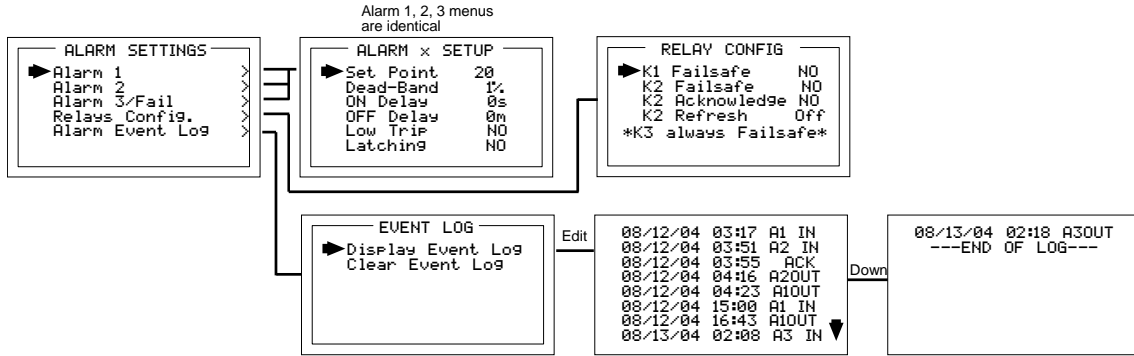 Alarm 1, 2, 3 menus
are identical
ALARM SETTINGS
Alarm 1 >
Alarm 2 >
Alarm 3/Fail >
Relays Config. >
Alarm Event Log >
ALARM x SETUP
Set Point 20
Dead-Band 1%
ON Delay 0s
OFF Delay 0m
Low Trip NO
Latching NO
RELAY CONFIG
K1 Failsafe NO
K2 Failsafe NO
K2 Acknowledge NO
K2 Refresh Off
*K3 always Failsafe*
EVENT LOG
Display Event Log
Clear Event Log
Edit
08/12/04 03:17 A1 IN
08/12/04 03:51 A2 IN
08/12/04 03:55 ACK
08/12/04 04:16 A2OUT
08/12/04 04:23 A1OUT
08/12/04 15:00 A1 IN
08/12/04 16:43 A1OUT
08/13/04 02:08 A3 IN
Down
08/13/04 02:18 A3OUT
---END OF LOG---